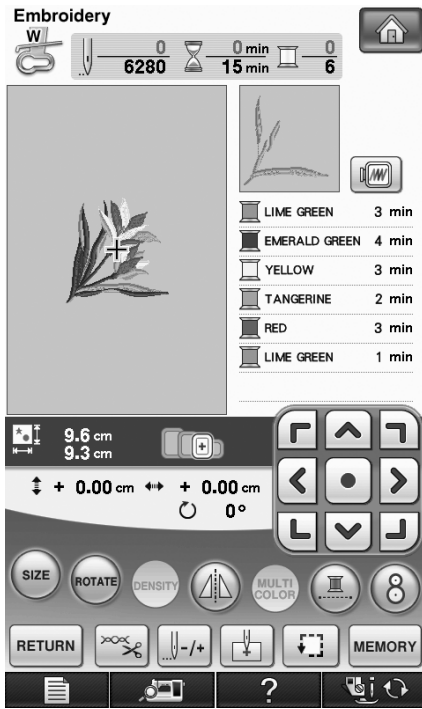 Embroidery
W
0 0 min 0
6280 15 min 6
LIME GREEN 3 min
EMERALD GREEN 4 min
YELLOW 3 min
TANGERINE 2 min
RED 3 min
LIME GREEN 1 min
9.6 cm
9.3 cm
+ 0.00 cm + 0.00 cm
0°
SIZE ROTATE DENSITY MULTI COLOR 8
RETURN -/+ MEMORY
?